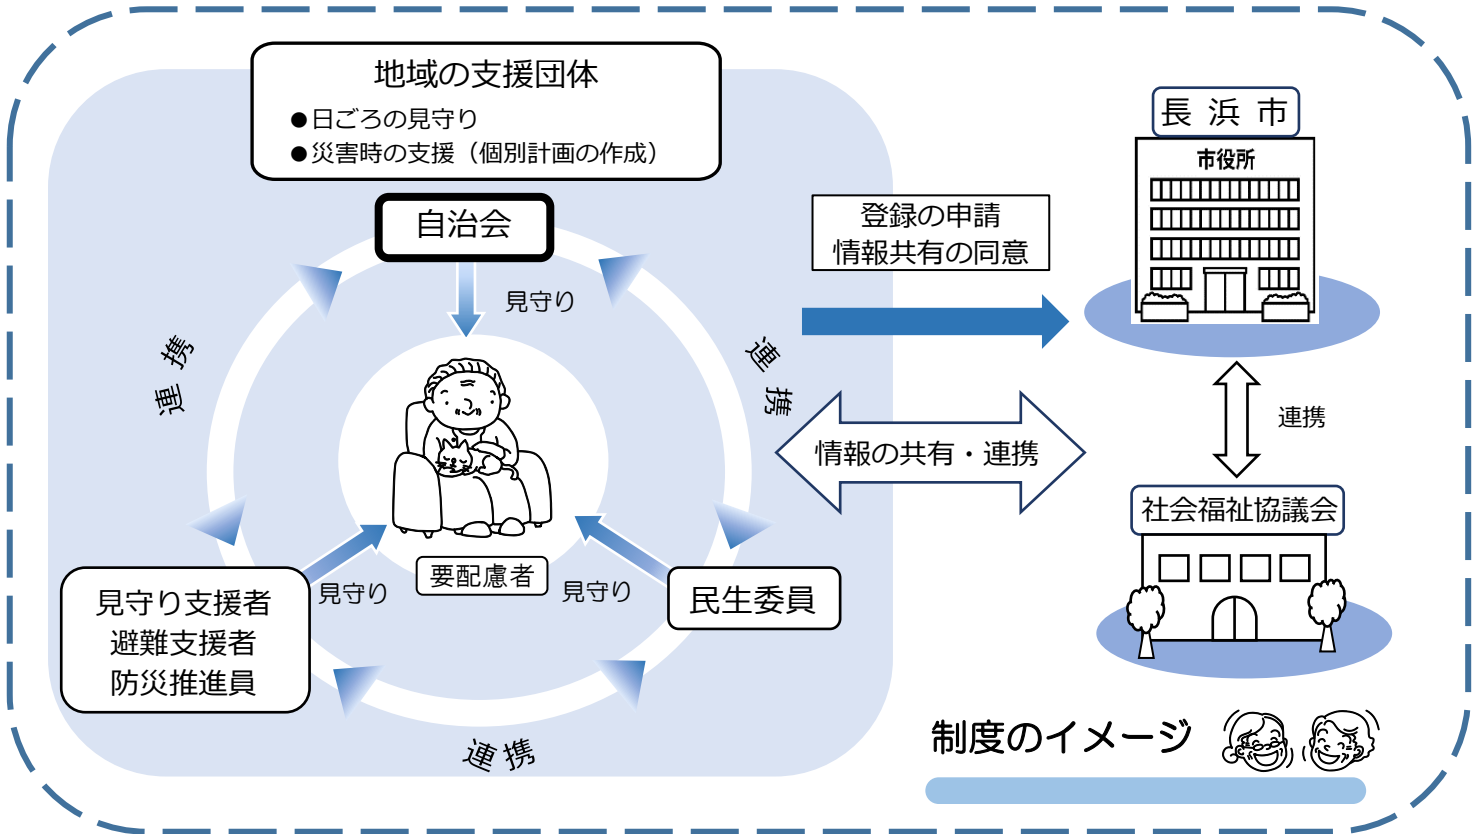 地域の支援団体
●日ごろの見守り
●災害時の支援（個別計画の作成）
自治会
見守り
連携
連携
要配慮者
見守り
見守り
見守り支援者
避難支援者
防災推進員
民生委員
連携
登録の申請
情報共有の同意
情報の共有・連携
長浜市
市役所
連携
社会福祉協議会
制度のイメージ